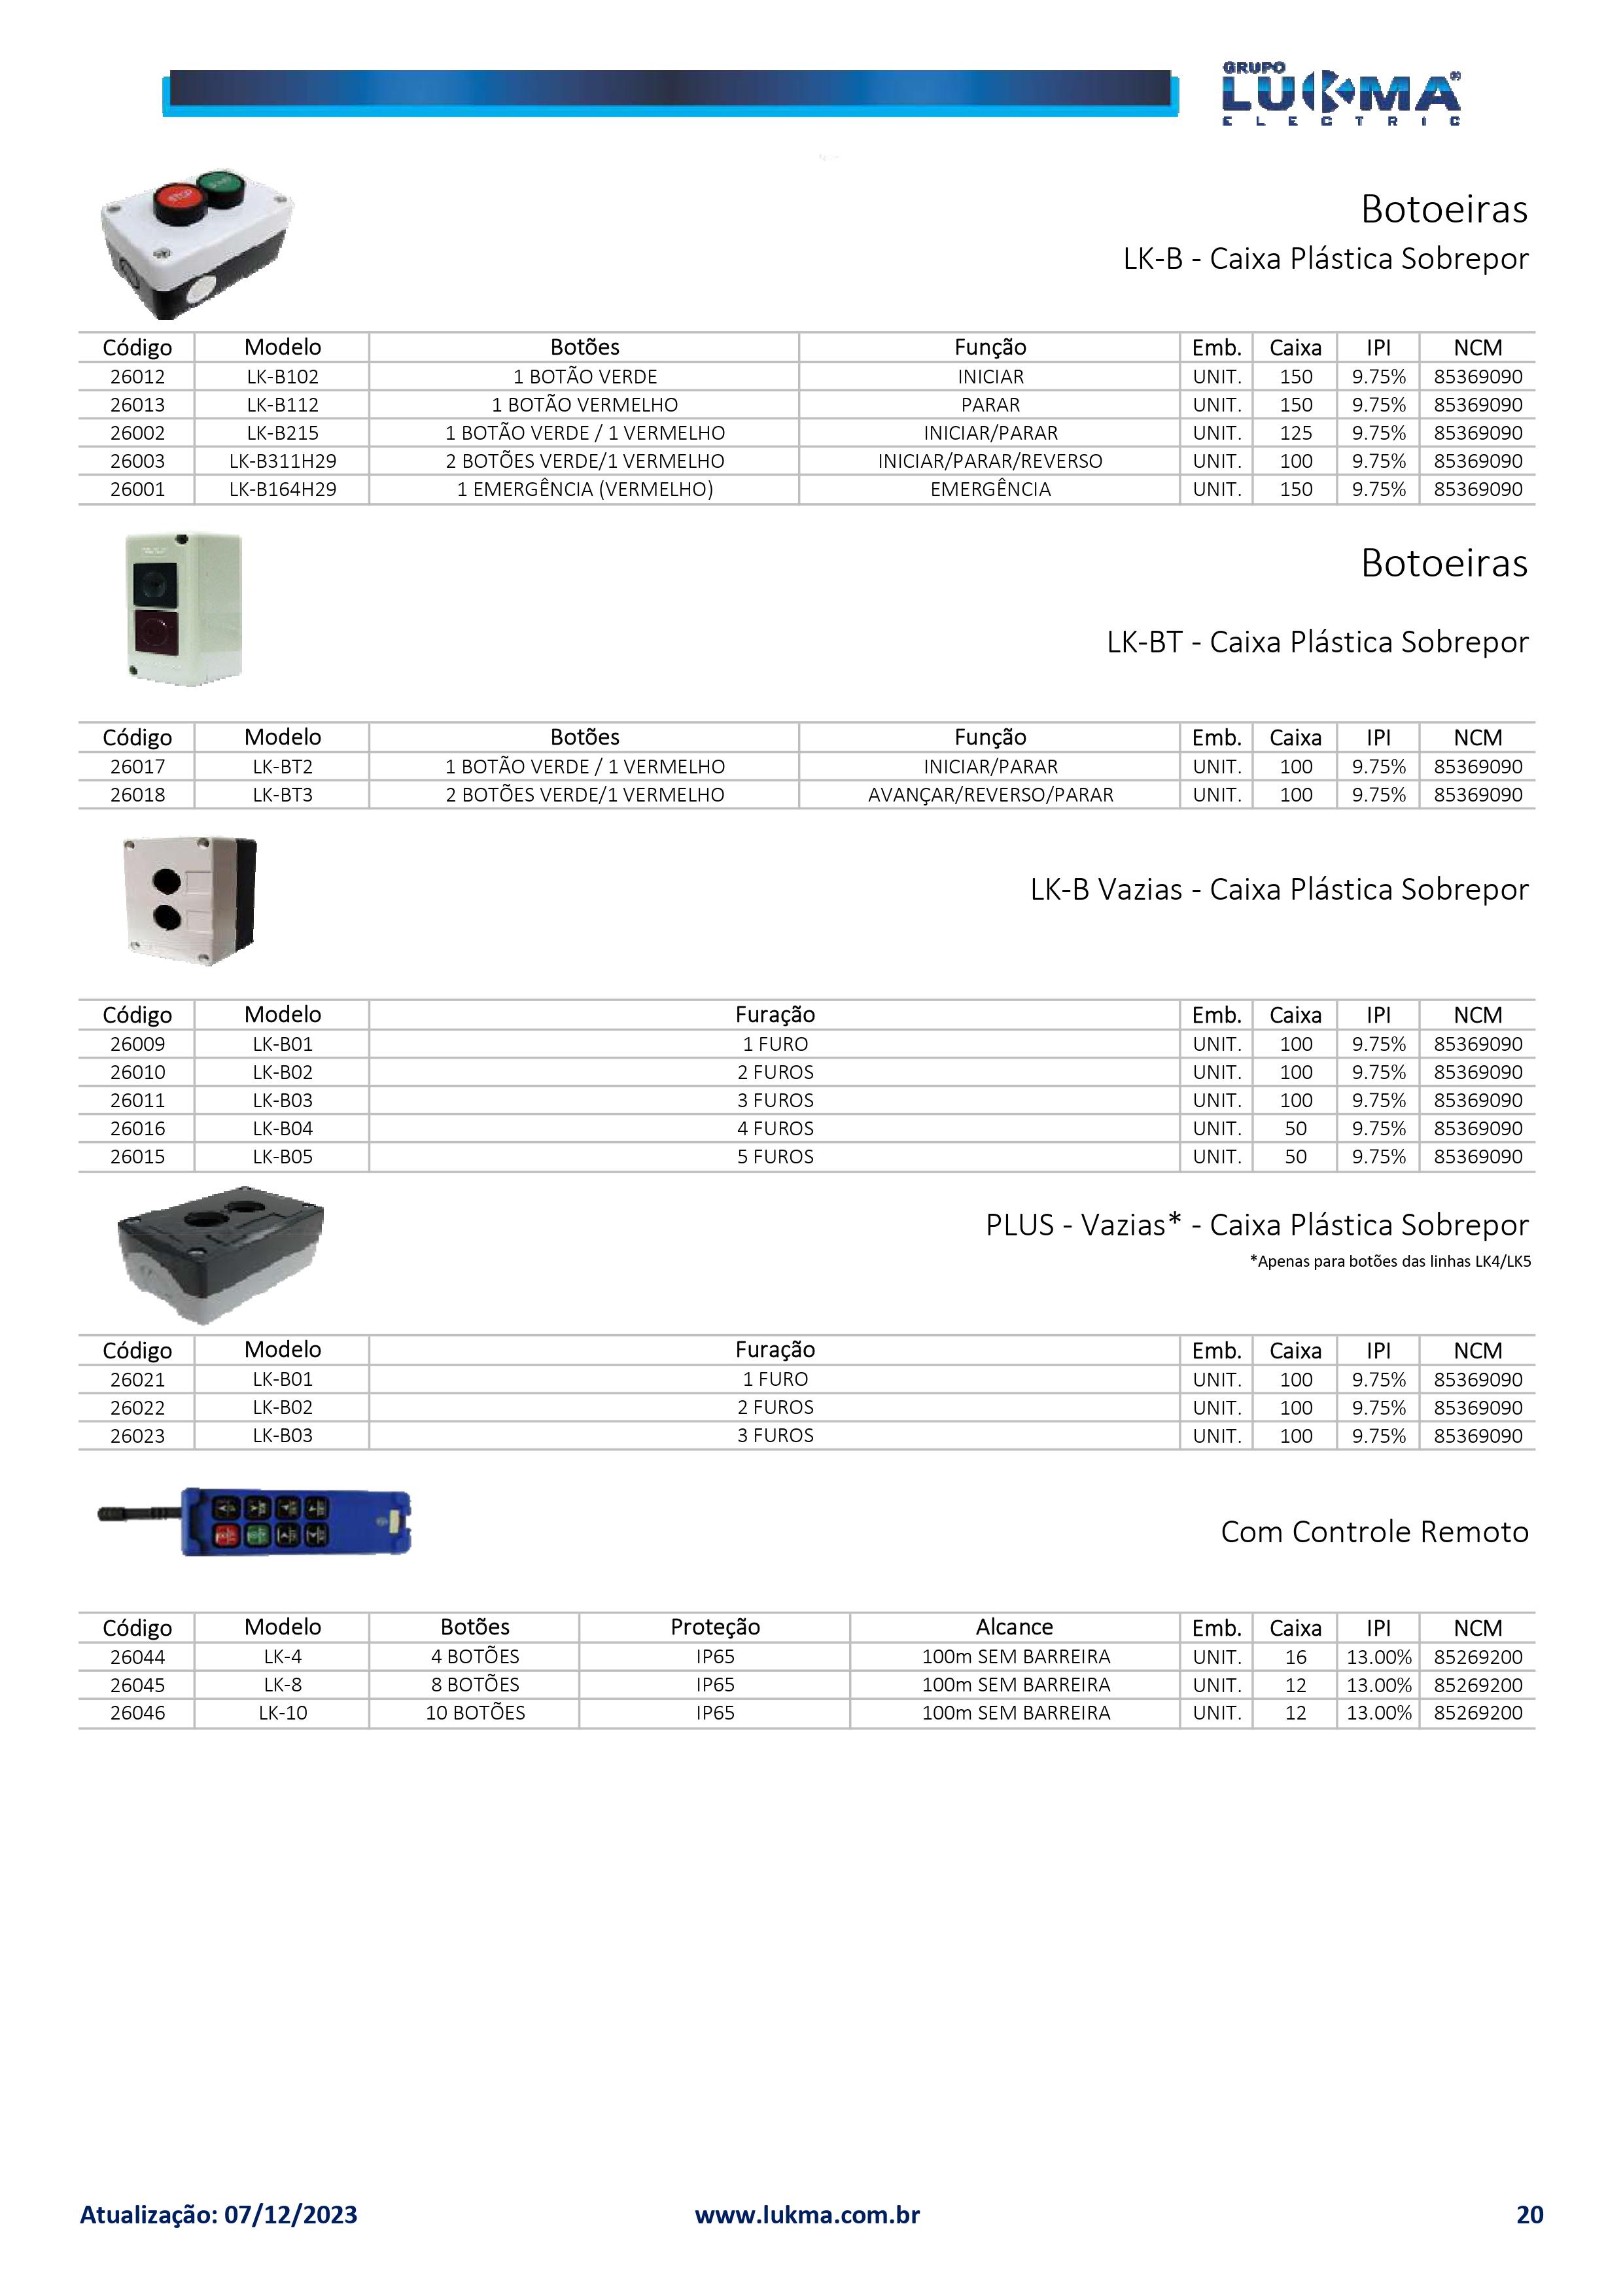 GRUPO
LUKMA®
ELECTRIC
STOP
Botoeiras
LK-B - Caixa Plástica Sobrepor
Código Modelo Botões Função Emb. Caixa IPI NCM
26012 LK-B102 1 BOTÃO VERDE INICIAR UNIT. 150 9.75% 85369090
26013 LK-B112 1 BOTÃO VERMELHO PARAR UNIT. 150 9.75% 85369090
26002 LK-B215 1 BOTÃO VERDE / 1 VERMELHO INICIAR/PARAR UNIT. 125 9.75% 85369090
26003 LK-B311H29 2 BOTÕES VERDE/1 VERMELHO INICIAR/PARAR/REVERSO UNIT. 100 9.75% 85369090
26001 LK-B164H29 1 EMERGÊNCIA (VERMELHO) EMERGÊNCIA UNIT. 150 9.75% 85369090
Botoeiras
LK-BT - Caixa Plástica Sobrepor
Código Modelo Botões Função Emb. Caixa IPI NCM
26017 LK-BT2 1 BOTÃO VERDE / 1 VERMELHO INICIAR/PARAR UNIT. 100 9.75% 85369090
26018 LK-BT3 2 BOTÕES VERDE/1 VERMELHO AVANÇAR/REVERSO/PARAR UNIT. 100 9.75% 85369090
LK-B Vazias - Caixa Plástica Sobrepor
Código Modelo Furação Emb. Caixa IPI NCM
26009 LK-B01 1 FURO UNIT. 100 9.75% 85369090
26010 LK-B02 2 FUROS UNIT. 100 9.75% 85369090
26011 LK-B03 3 FUROS UNIT. 100 9.75% 85369090
26016 LK-B04 4 FUROS UNIT. 50 9.75% 85369090
26015 LK-B05 5 FUROS UNIT. 50 9.75% 85369090
PLUS - Vazias* - Caixa Plástica Sobrepor
*Apenas para botões das linhas LK4/LK5
Código Modelo Furação Emb. Caixa IPI NCM
26021 LK-B01 1 FURO UNIT. 100 9.75% 85369090
26022 LK-B02 2 FUROS UNIT. 100 9.75% 85369090
26023 LK-B03 3 FUROS UNIT. 100 9.75% 85369090
Com Controle Remoto
Código Modelo Botões Proteção Alcance Emb. Caixa IPI NCM
26044 LK-4 4 BOTÕES IP65 100m SEM BARREIRA UNIT. 16 13.00% 85269200
26045 LK-8 8 BOTÕES IP65 100m SEM BARREIRA UNIT. 12 13.00% 85269200
26046 LK-10 10 BOTÕES IP65 100m SEM BARREIRA UNIT. 12 13.00% 85269200
Atualização: 07/12/2023 www.lukma.com.br 20